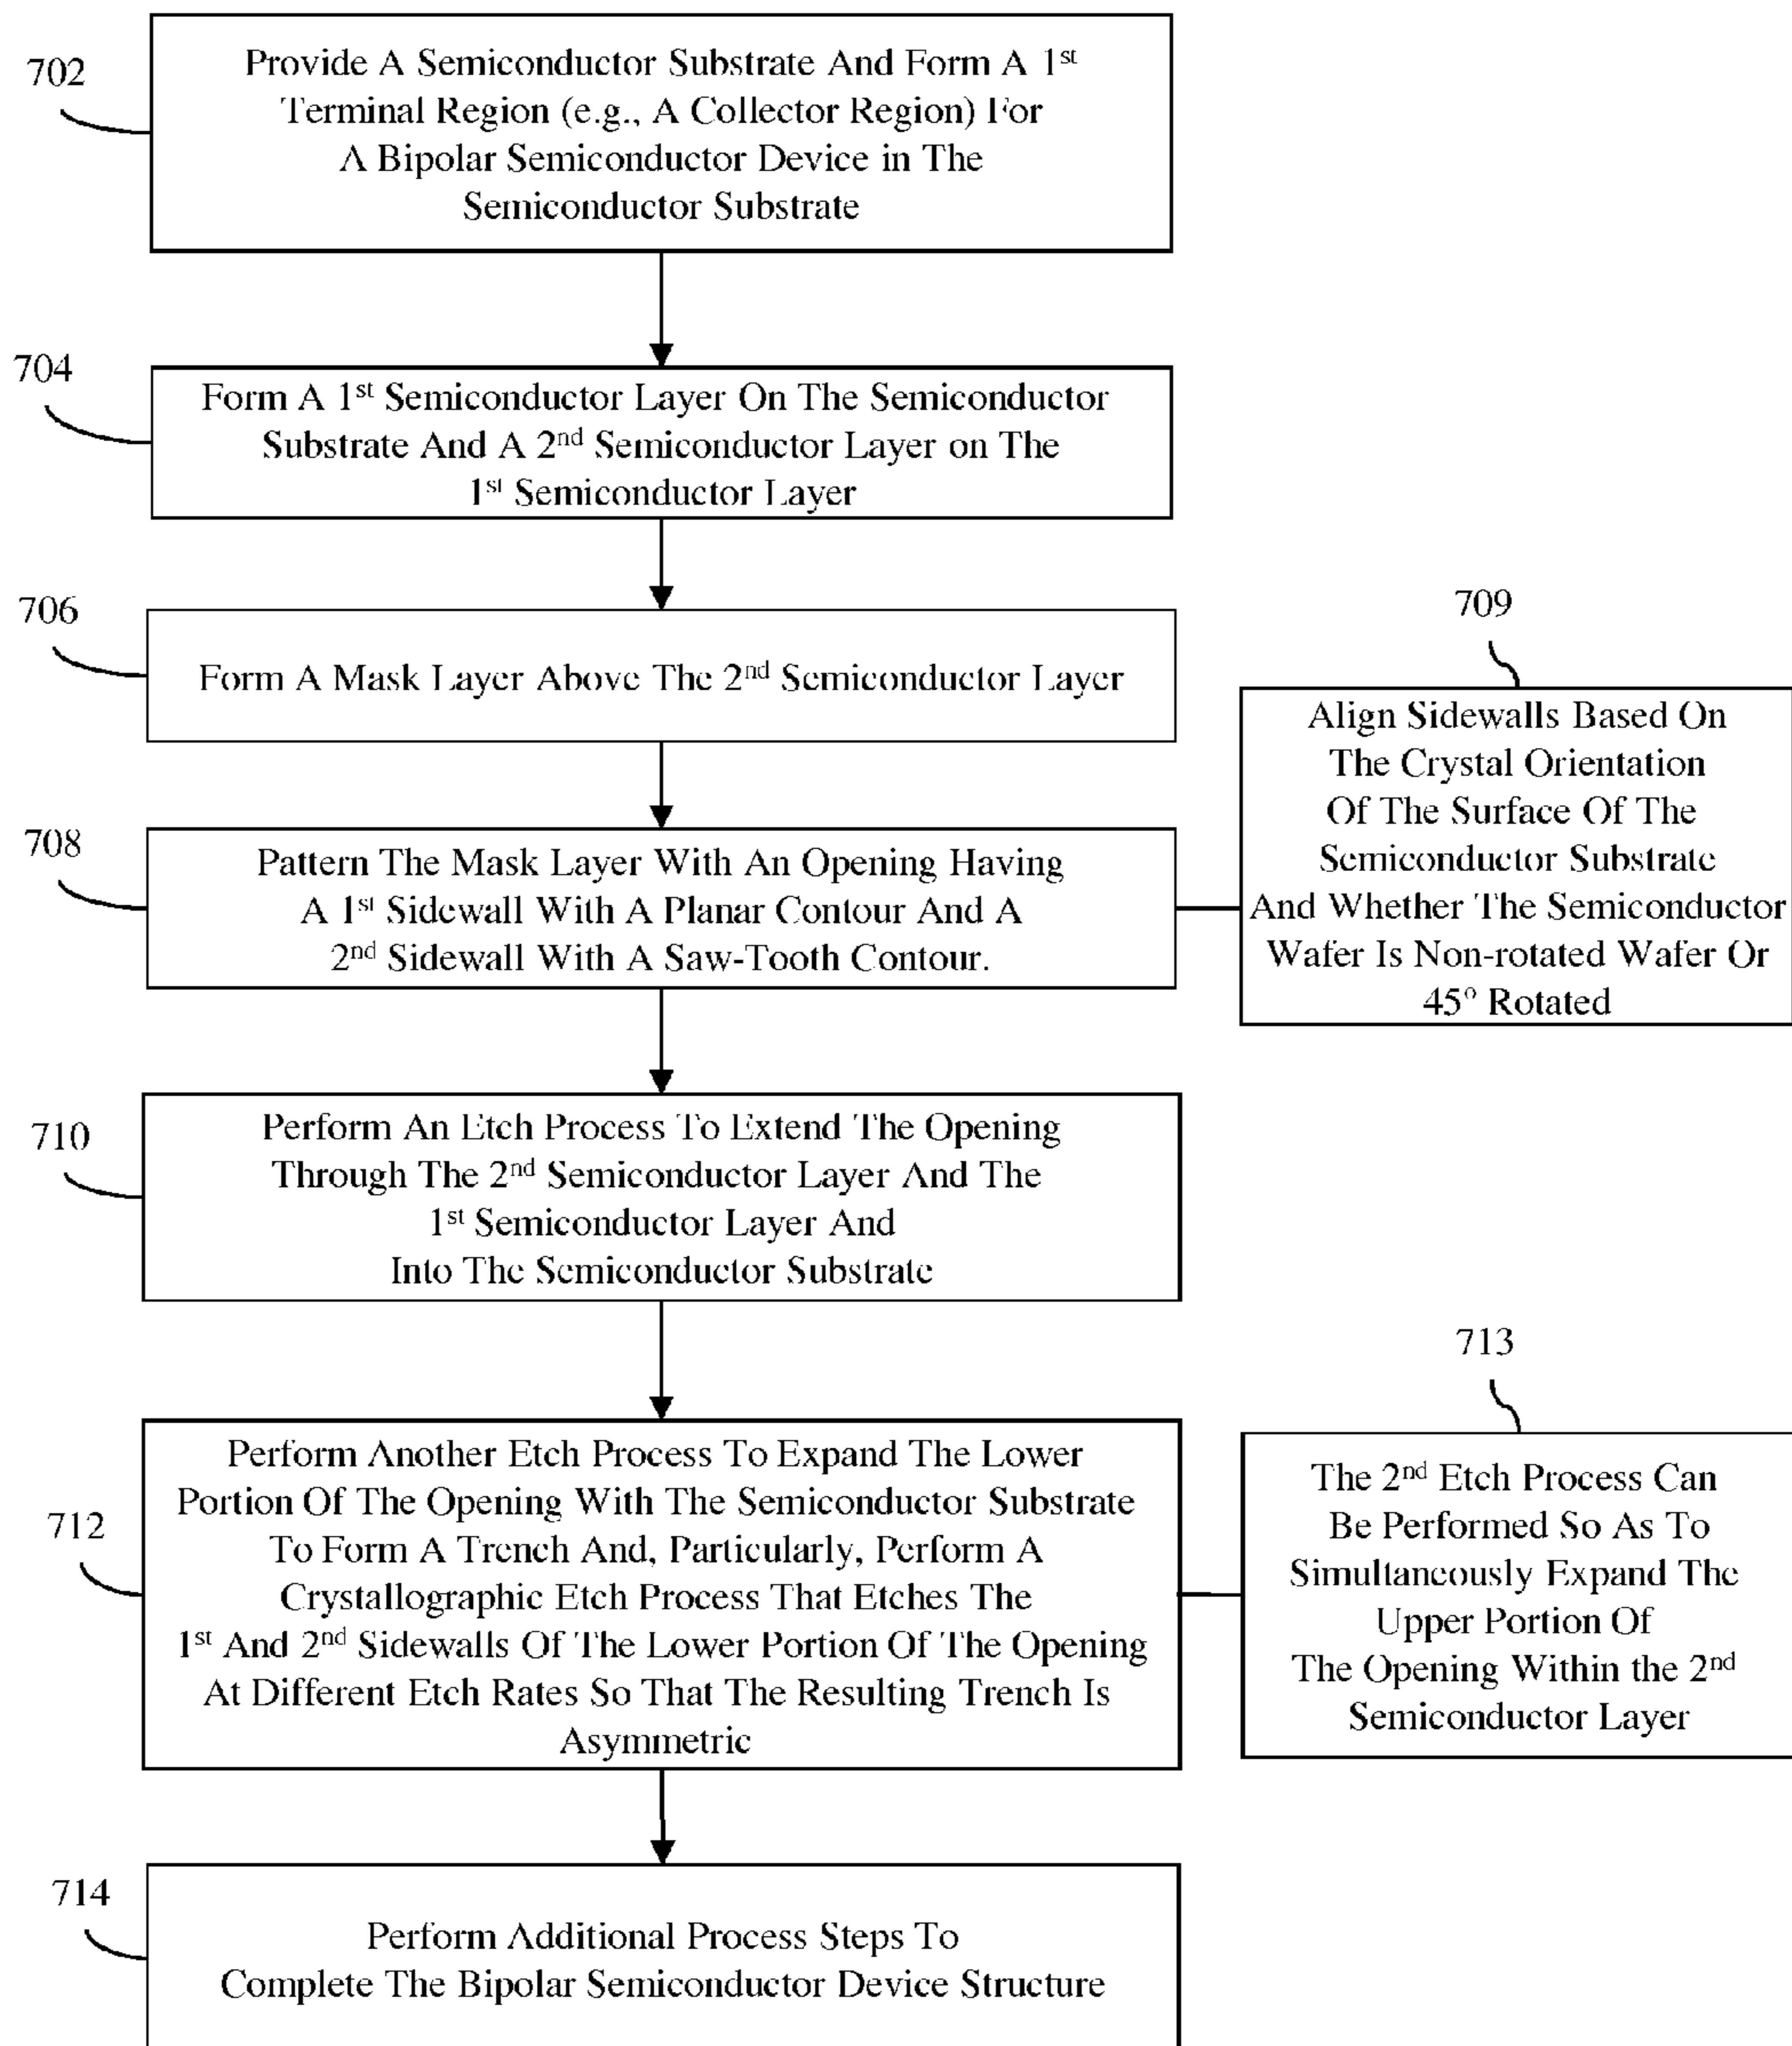 702
Provide A Semiconductor Substrate And Form A 1st
Terminal Region (e.g., A Collector Region) For
A Bipolar Semiconductor Device in The
Semiconductor Substrate
704
Form A 1st Semiconductor Layer On The Semiconductor
Substrate And A 2nd Semiconductor Layer on The
1st Semiconductor Layer
706
Form A Mask Layer Above The 2nd Semiconductor Layer
708
Pattern The Mask Layer With An Opening Having
A 1st Sidewall With A Planar Contour And A
2nd Sidewall With A Saw-Tooth Contour.
709
Align Sidewalls Based On
The Crystal Orientation
Of The Surface Of The
Semiconductor Substrate
And Whether The Semiconductor
Wafer Is Non-rotated Wafer Or
45° Rotated
710
Perform An Etch Process To Extend The Opening
Through The 2nd Semiconductor Layer And The
1st Semiconductor Layer And
Into The Semiconductor Substrate
712
Perform Another Etch Process To Expand The Lower
Portion Of The Opening With The Semiconductor Substrate
To Form A Trench And, Particularly, Perform A
Crystallographic Etch Process That Etches The
1st And 2nd Sidewalls Of The Lower Portion Of The Opening
At Different Etch Rates So That The Resulting Trench Is
Asymmetric
713
The 2nd Etch Process Can
Be Performed So As To
Simultaneously Expand The
Upper Portion Of
The Opening Within the 2nd
Semiconductor Layer
714
Perform Additional Process Steps To
Complete The Bipolar Semiconductor Device Structure